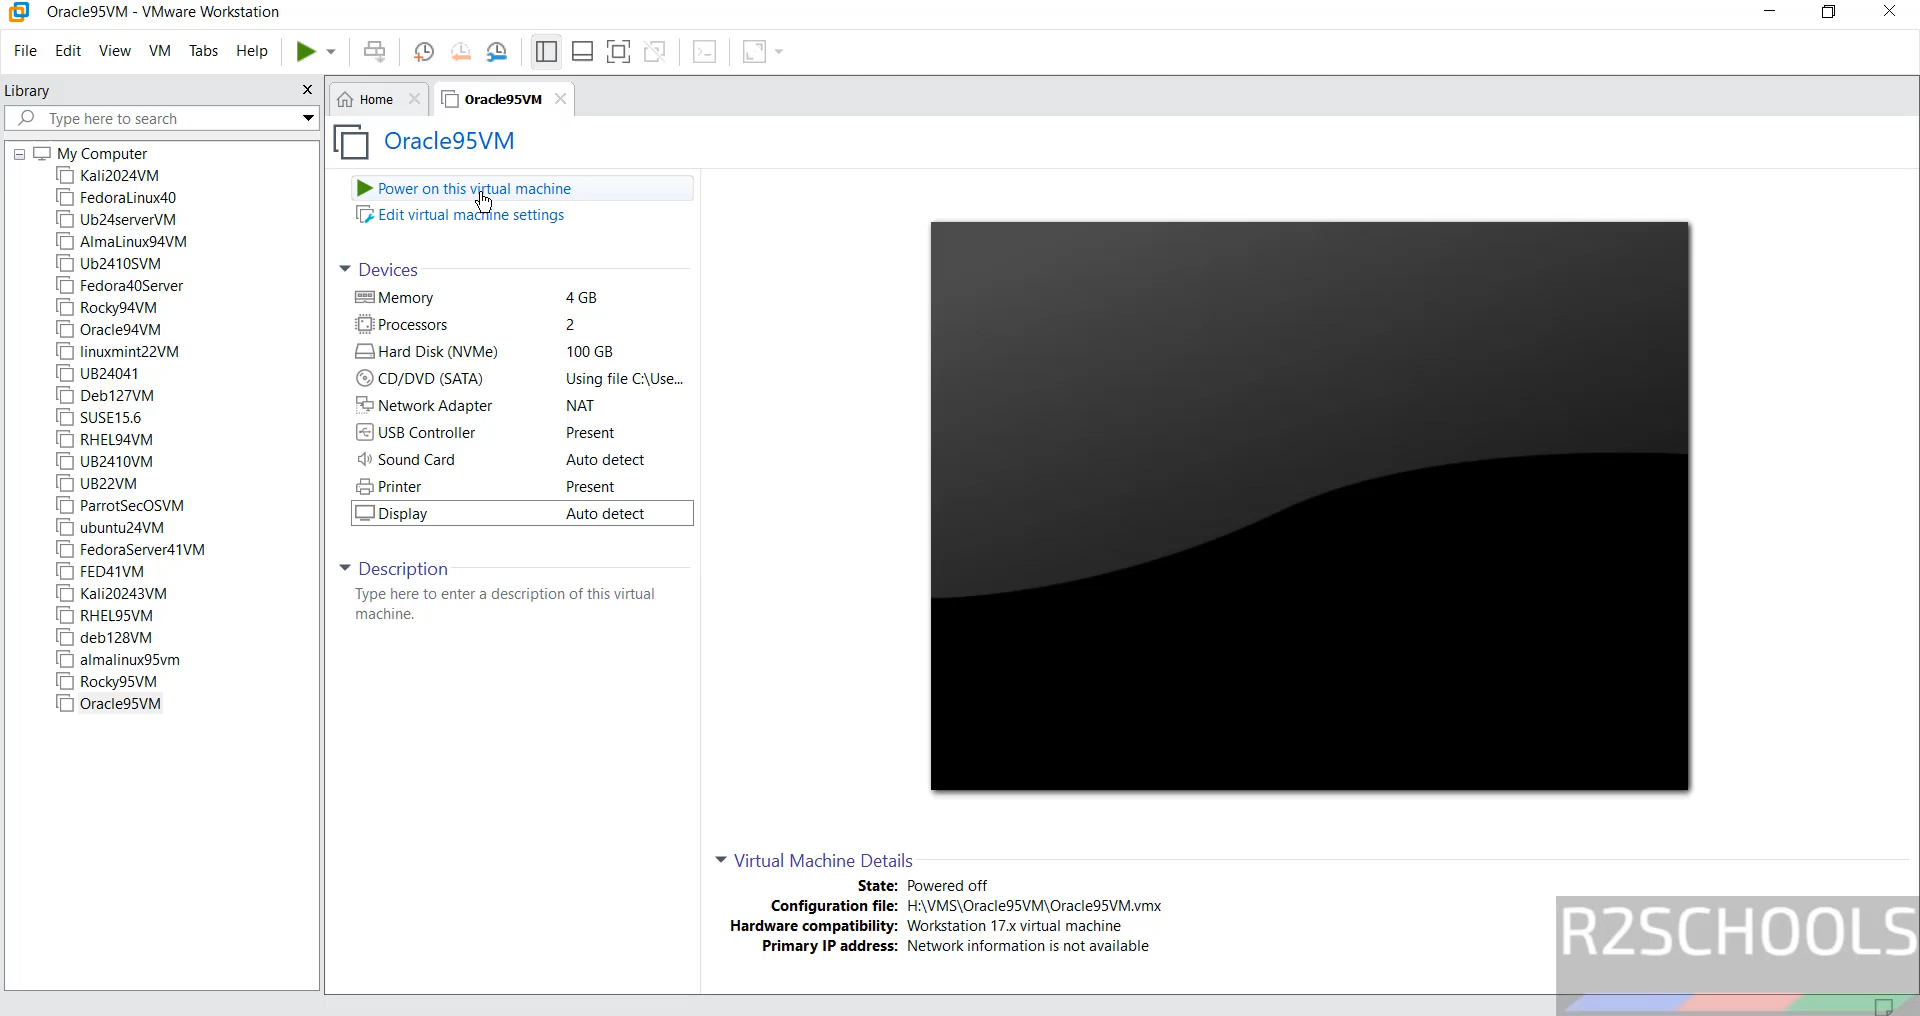 Oracle95VM - VMware Workstation
File Edit View VM Tabs Help
Library
Type here to search
My Computer
Kali2024VM
FedoraLinux40
Ub24serverVM
AlmaLinux94VM
Ub2410SVM
Fedora40Server
Rocky94VM
Oracle94VM
linuxmint22VM
UB24041
Deb127VM
SUSE15.6
RHEL94VM
UB2410VM
UB22VM
ParrotSecOSVM
ubuntu24VM
FedoraServer41VM
FED41VM
Kali20243VM
RHEL95VM
deb128VM
almalinux95vm
Rocky95VM
Oracle95VM
Home Oracle95VM
Oracle95VM
Power on this virtual machine
Edit virtual machine settings
Devices
Memory 4 GB
Processors 2
Hard Disk (NVMe) 100 GB
CD/DVD (SATA) Using file C:\Use...
Network Adapter NAT
USB Controller Present
Sound Card Auto detect
Printer Present
Display Auto detect
Description
Type here to enter a description of this virtual
machine.
Virtual Machine Details
State: Powered off
Configuration file: H:\VMS\Oracle95VM\Oracle95VM.vmx
Hardware compatibility: Workstation 17.x virtual machine
Primary IP address: Network information is not available
R2SCHOOLS